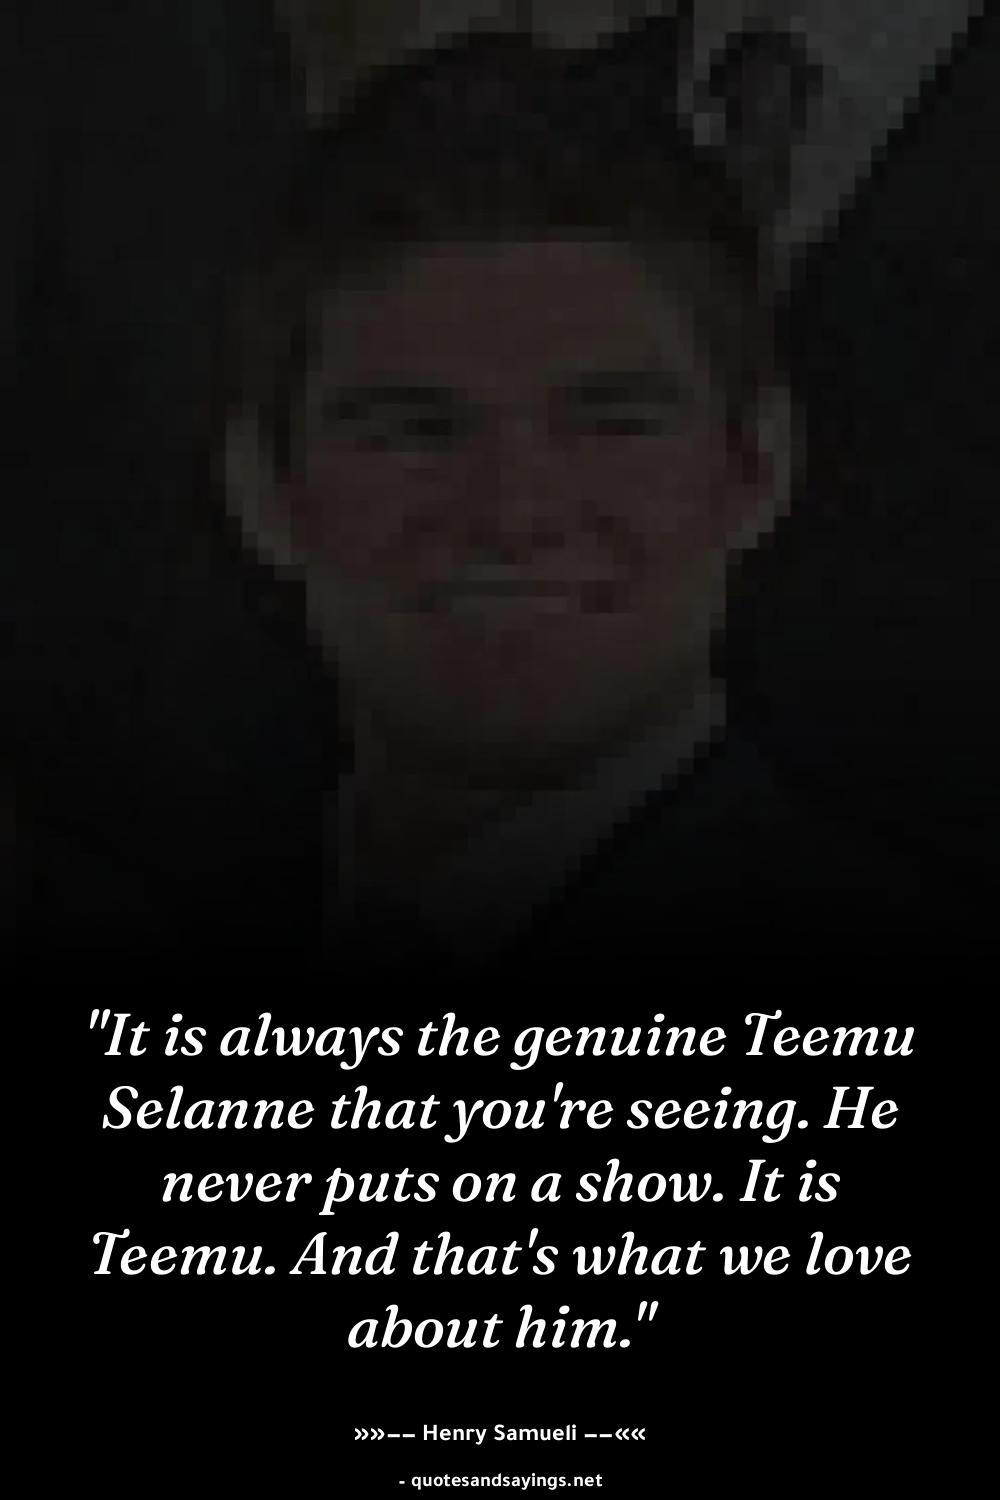 "It is always the genuine Teemu
Selanne that you're seeing. He
never puts on a show. It is
Teemu. And that's what we love
about him."
»»–– Henry Samueli ––««
- quotesandsayings.net